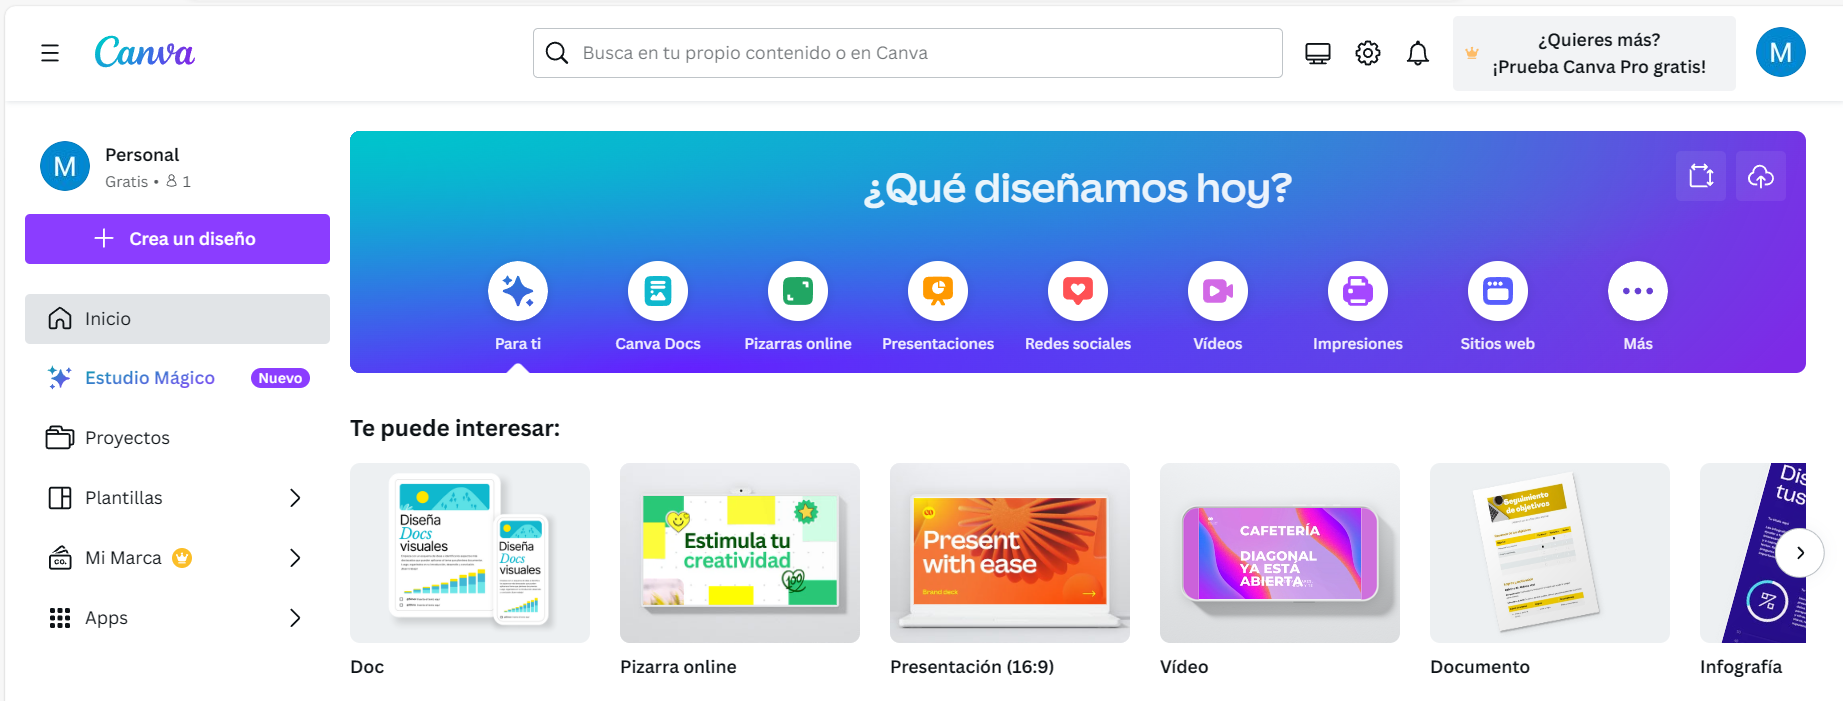 Canva
Busca en tu propio contenido o en Canva
¿Quieres más?
¡Prueba Canva Pro gratis!
M
M
Personal
Gratis • 1
Crea un diseño
Inicio
Estudio Mágico Nuevo
Proyectos
Plantillas
Mi Marca
Apps
¿Qué diseñamos hoy?
Para ti
Canva Docs
Pizarras online
Presentaciones
Redes sociales
Vídeos
Impresiones
Sitios web
Más
Te puede interesar:
Diseña
Docs
visuales
Diseña
Docs
visuales
Doc
Estimula tu
creatividad
100
Pizarra online
Present
with ease
Brand deck
Presentación (16:9)
CAFETERÍA
DIAGONAL
YA ESTÁ
ABIERTA
Vídeo
Seguimiento
de objetivos
Documento
Dis
tus
%
Infografía
CO.